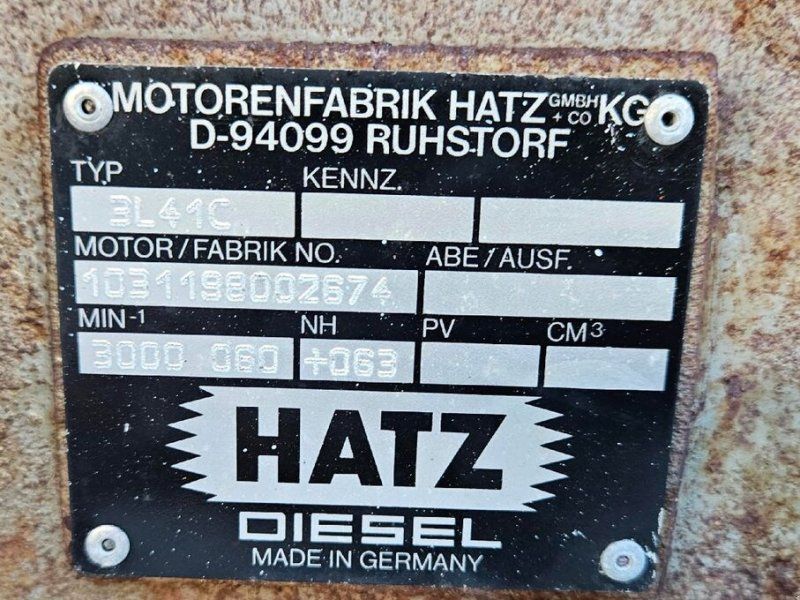 MOTORENFABRIK HATZ GMBH + CO KG
D-94099 RUHSTORF
TYP KENNZ.
3L41C
MOTOR/FABRIK NO. ABE/AUSF.
1031198002674
MIN-1 NH PV CM3
3000 060 +063
HATZ
DIESEL
MADE IN GERMANY